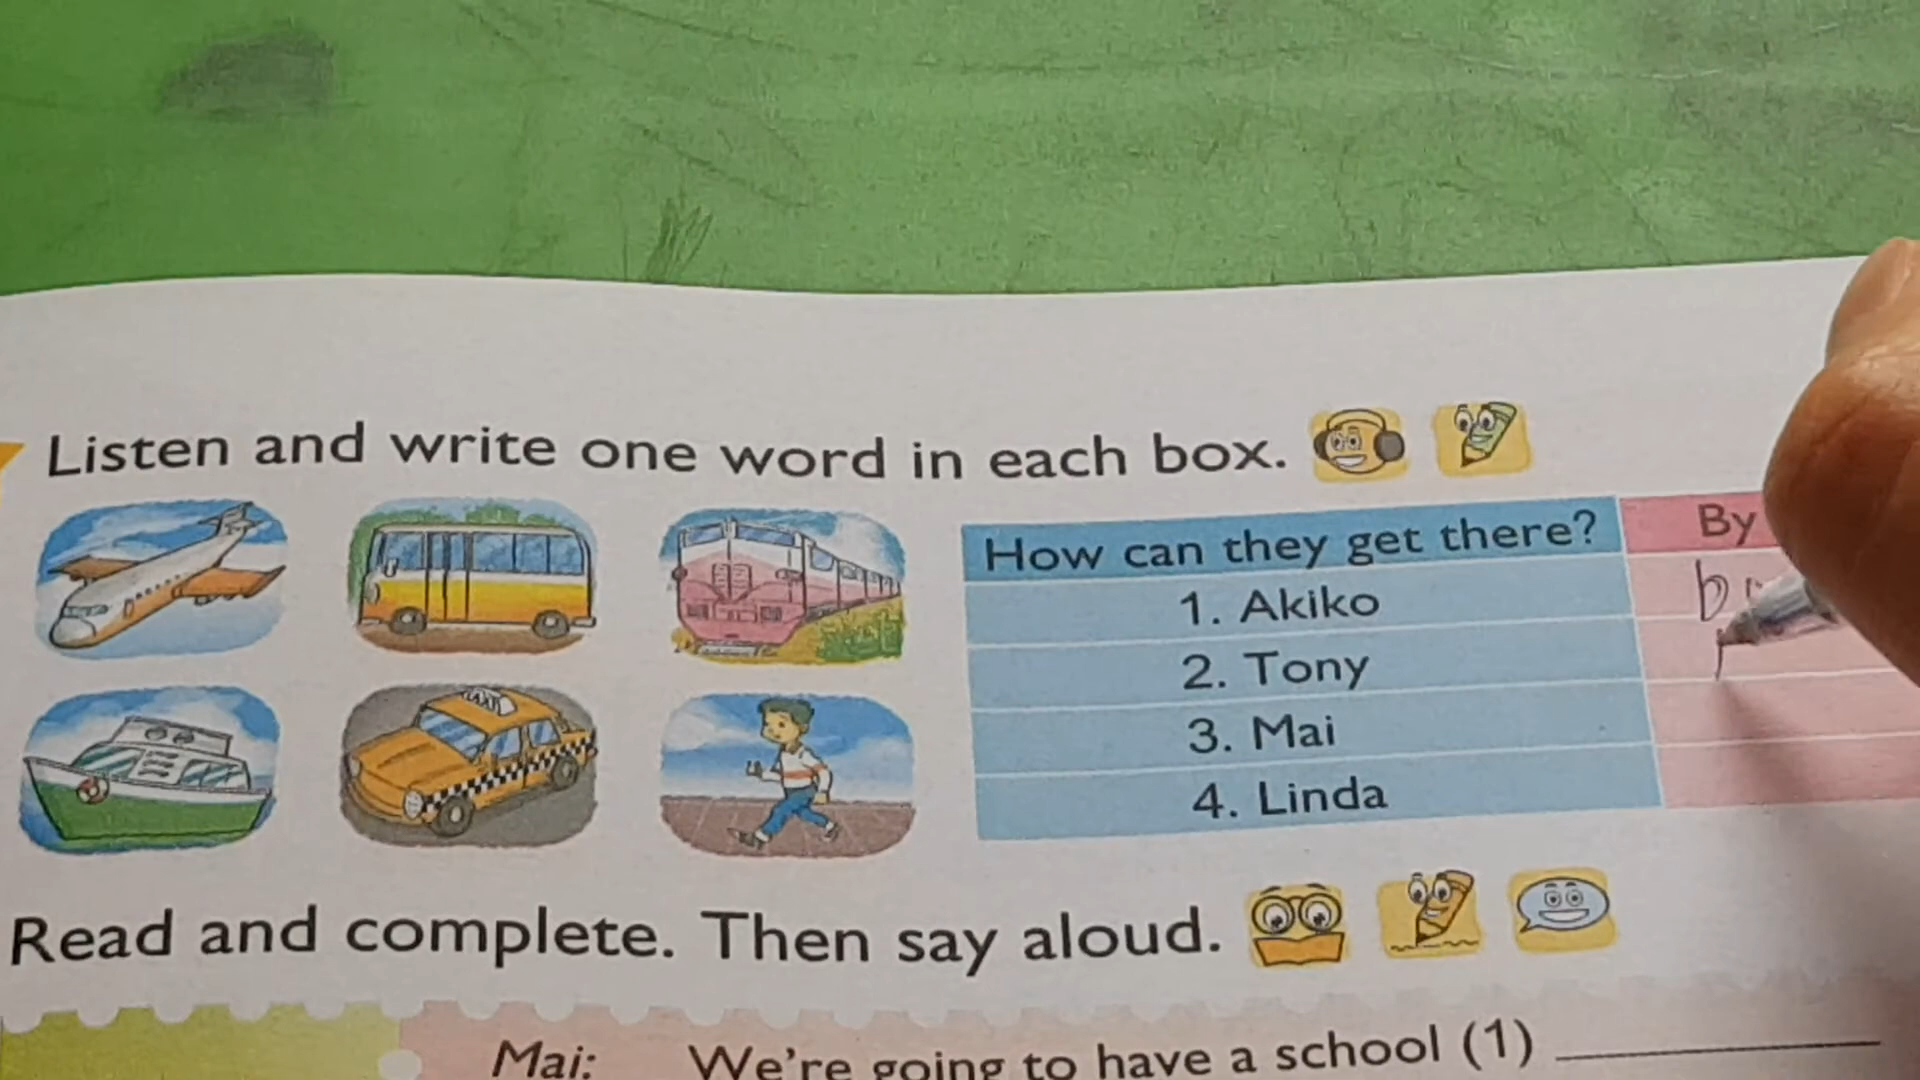 Listen and write one word in each box.
TAXI
How can they get there?
By
1. Akiko
2. Tony
3. Mai
4. Linda
Read and complete. Then say aloud.
Mai: We're going to have a school (1)